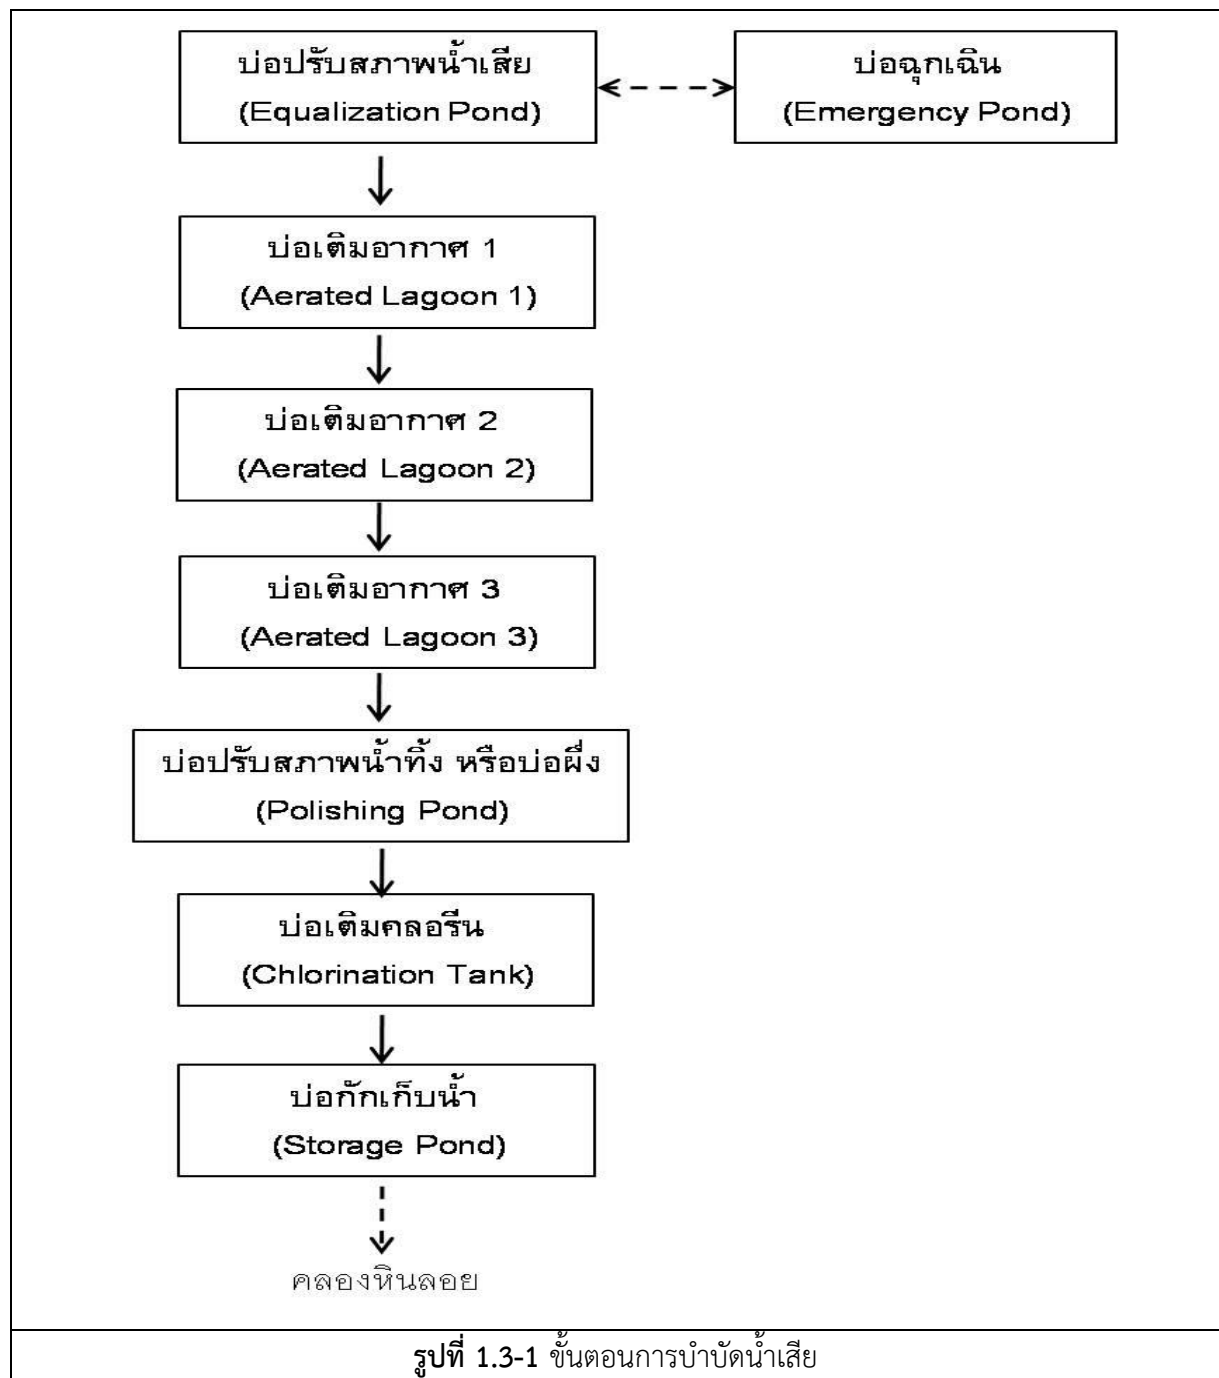 บ่อปรับสภาพน้ำเสีย
(Equalization Pond)
บ่อฉุกเฉิน
(Emergency Pond)
บ่อเติมอากาศ 1
(Aerated Lagoon 1)
บ่อเติมอากาศ 2
(Aerated Lagoon 2)
บ่อเติมอากาศ 3
(Aerated Lagoon 3)
บ่อปรับสภาพน้ำทิ้ง หรือบ่อผึ่ง
(Polishing Pond)
บ่อเติมคลอรีน
(Chlorination Tank)
บ่อกักเก็บน้ำ
(Storage Pond)
คลองหินลอย
รูปที่ 1.3-1 ขั้นตอนการบำบัดน้ำเสีย